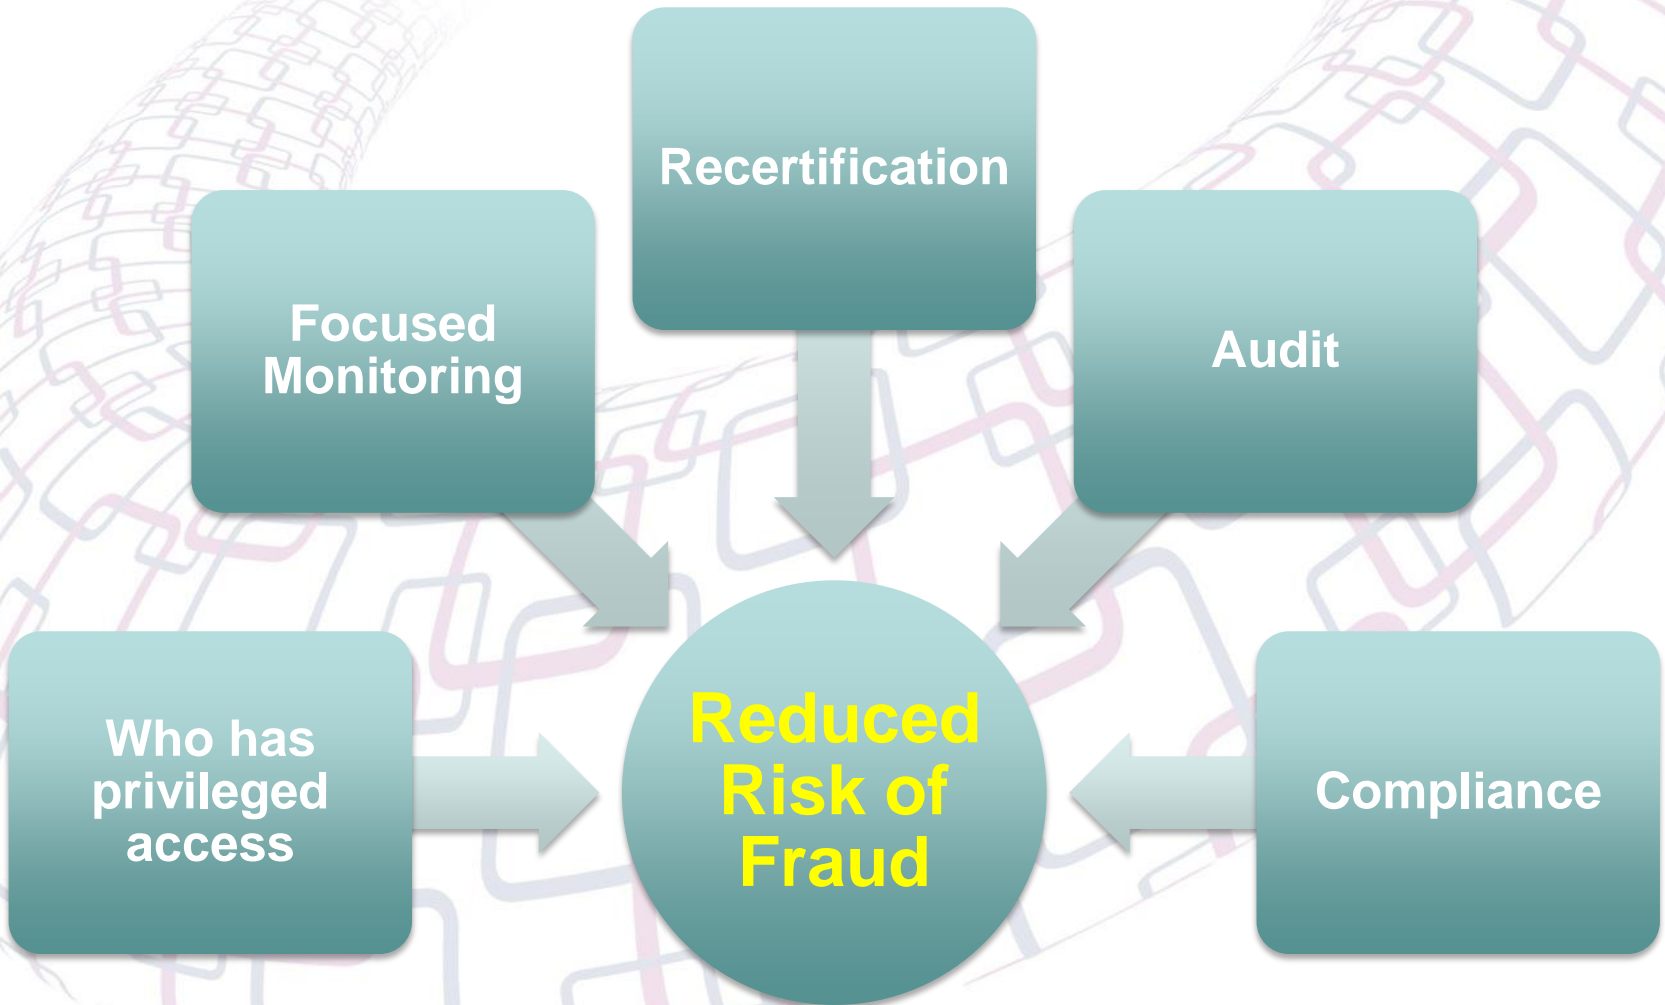 Recertification
Focused
Monitoring
Audit
Who has
privileged
access
Reduced
Risk of
Fraud
Compliance